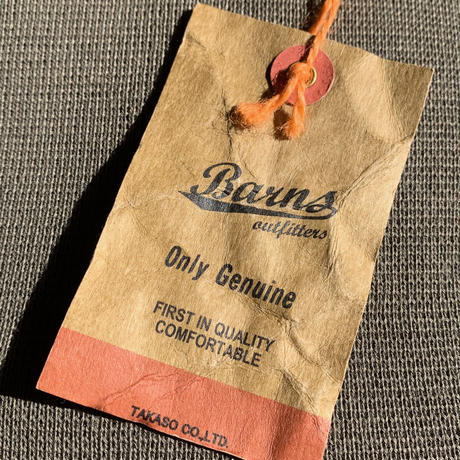 Barns
outfitters
Only Genuine
FIRST IN QUALITY
COMFORTABLE
TAKASO CO.,LTD.